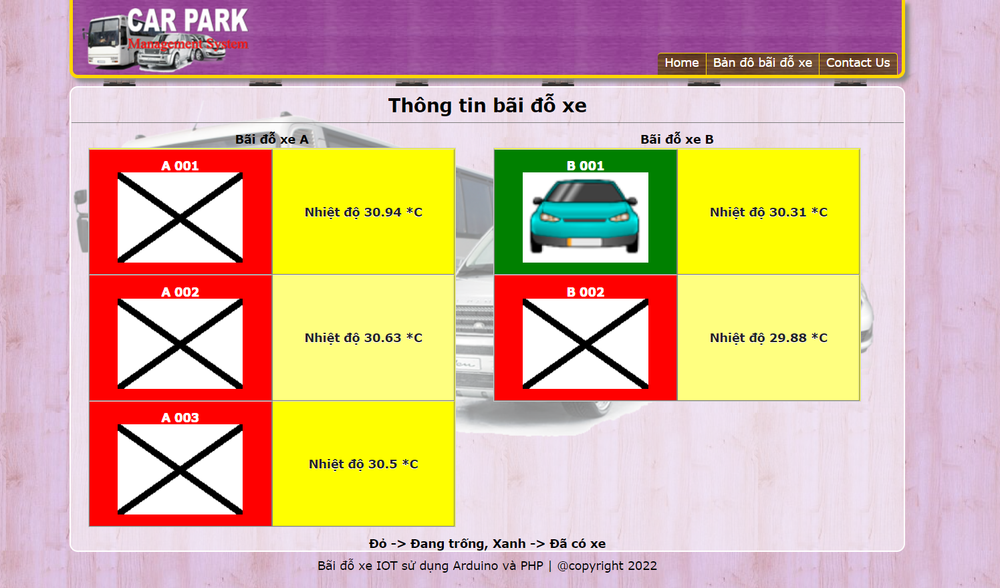 CAR PARK
Management System
Home
Bản đô bãi đỗ xe
Contact Us
Thông tin bãi đỗ xe
Bãi đỗ xe A
A 001
Nhiệt độ 30.94 *C
A 002
Nhiệt độ 30.63 *C
A 003
Nhiệt độ 30.5 *C
Bãi đỗ xe B
B 001
Nhiệt độ 30.31 *C
B 002
Nhiệt độ 29.88 *C
Đỏ -> Đang trống, Xanh -> Đã có xe
Bãi đỗ xe IOT sử dụng Arduino và PHP | @copyright 2022